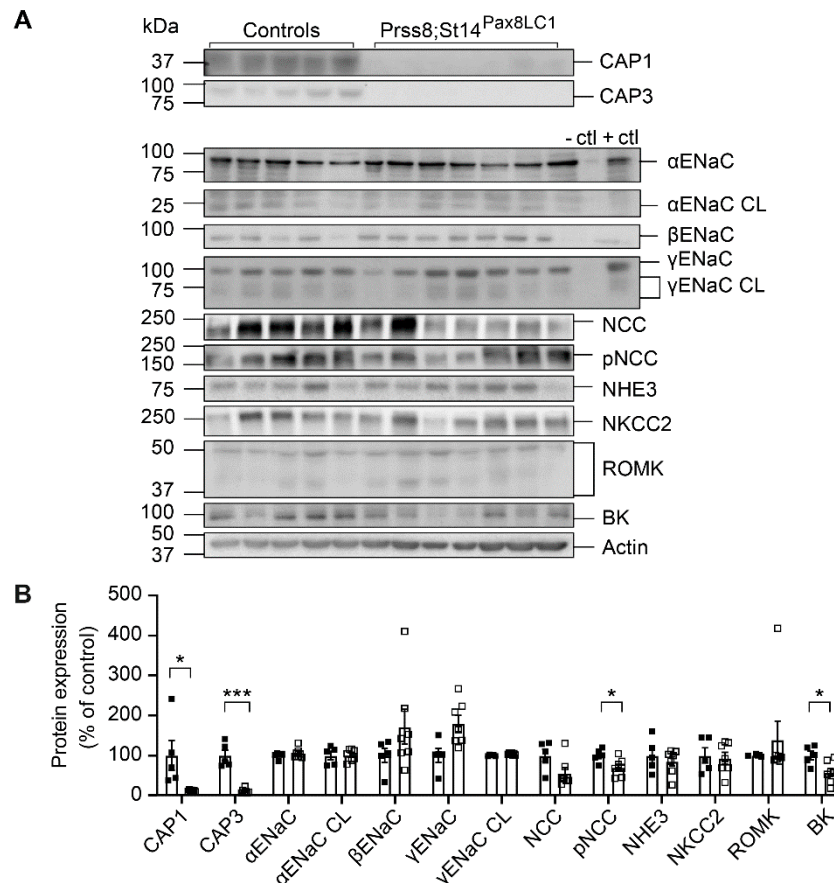 A
kDa
Controls
Prss8;St14Pax8LC1
37
CAP1
100
75
CAP3
- ctl + ctl
100
75
αENaC
25
αENaC CL
100
βENaC
γENaC
100
75
γENaC CL
250
NCC
250
150
pNCC
75
NHE3
250
NKCC2
50
37
ROMK
100
BK
50
37
Actin
B
Protein expression
(% of control)
500
400
300
200
100
0
*
***
*
*
CAP1
CAP3
αENaC
αENaC CL
βENaC
γENaC
γENaC CL
NCC
pNCC
NHE3
NKCC2
ROMK
BK